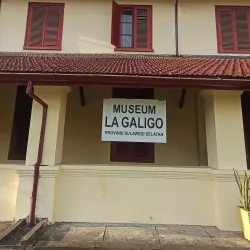 MUSEUM
LA GALIGO
PROVINSI SULAWESI SELATAN